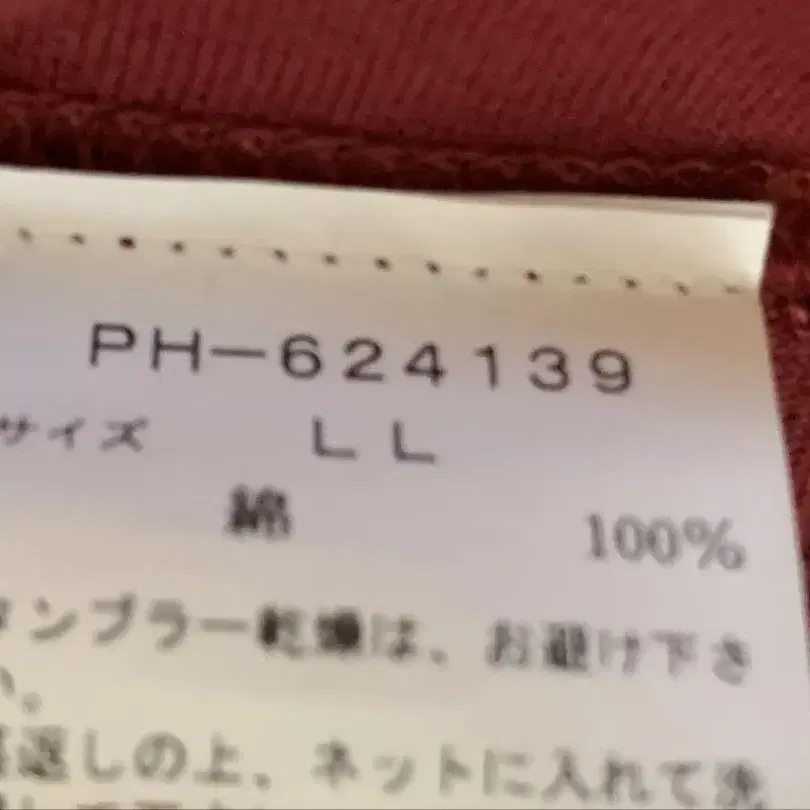 PH-624139
サイズ LL
綿 100%
タンブラー乾燥は、お避け下さ
い。
裏返しの上、ネットに入れて洗